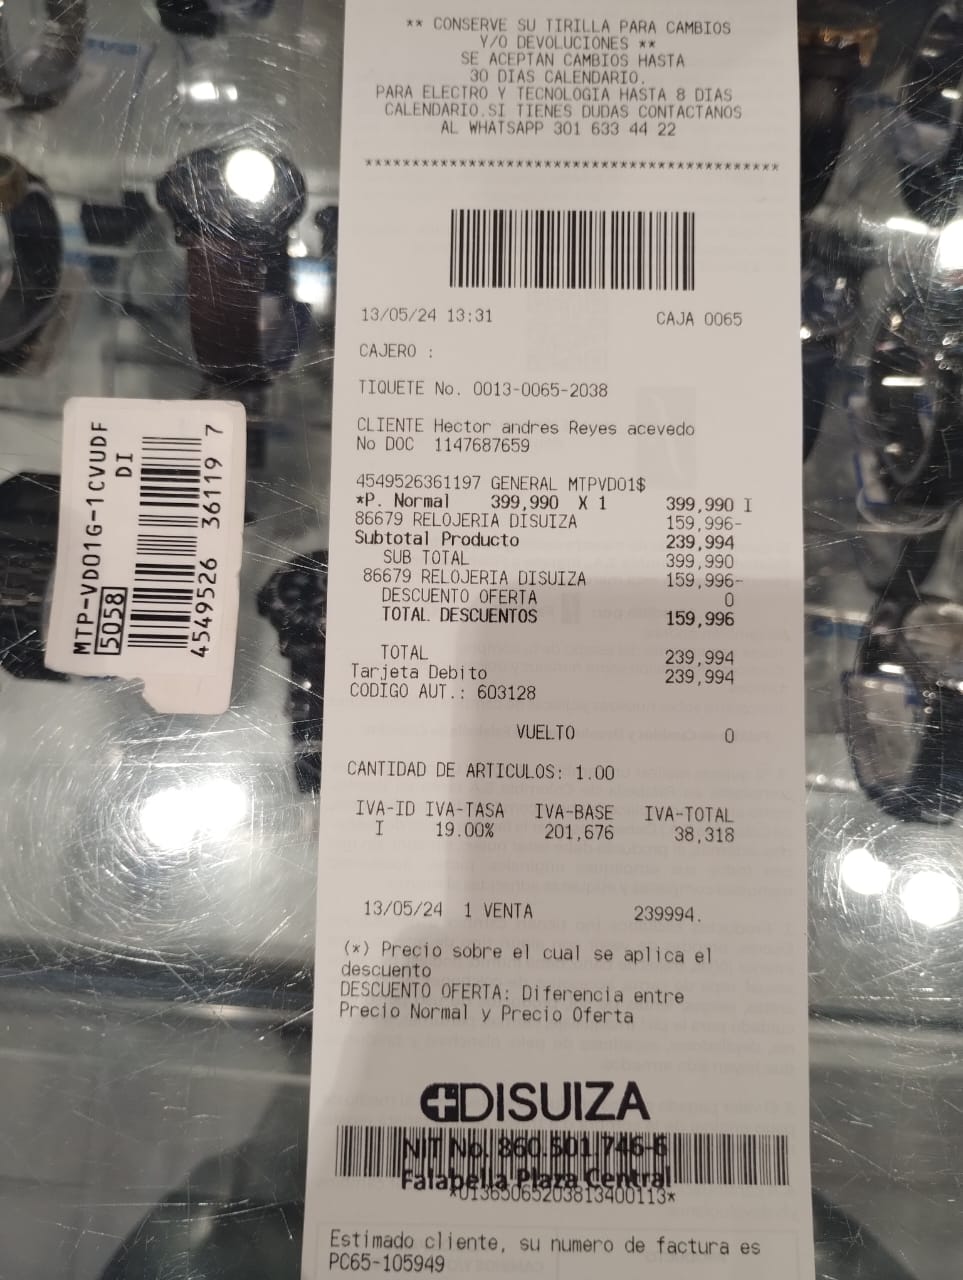 ** CONSERVE SU TIRILLA PARA CAMBIOS
Y/O DEVOLUCIONES **
SE ACEPTAN CAMBIOS HASTA
30 DIAS CALENDARIO.
PARA ELECTRO Y TECNOLOGIA HASTA 8 DIAS
CALENDARIO.SI TIENES DUDAS CONTACTANOS
AL WHATSAPP 301 633 44 22
******************************************
13/05/24 13:31 CAJA 0065
CAJERO :
TIQUETE No. 0013-0065-2038
CLIENTE Hector andres Reyes acevedo
No DOC 1147687659
4549526361197 GENERAL MTPVD01$
*P. Normal 399,990 X 1 399,990 I
86679 RELOJERIA DISUIZA 159,996-
Subtotal Producto 239,994
SUB TOTAL 399,990
86679 RELOJERIA DISUIZA 159,996-
DESCUENTO OFERTA 0
TOTAL DESCUENTOS 159,996
TOTAL 239,994
Tarjeta Debito 239,994
CODIGO AUT.: 603128
VUELTO 0
CANTIDAD DE ARTICULOS: 1.00
IVA-ID IVA-TASA IVA-BASE IVA-TOTAL
I 19.00% 201,676 38,318
13/05/24 1 VENTA 239994.
(*) Precio sobre el cual se aplica el
descuento
DESCUENTO OFERTA: Diferencia entre
Precio Normal y Precio Oferta
DISUIZA
NIT No. 860.501.746-6
Falabella Plaza Central
*01365065203813400113*
Estimado cliente, su numero de factura es
PC65-105949
MTP-VD01G-1CVUDF
DI
5058
4549526 36119 7